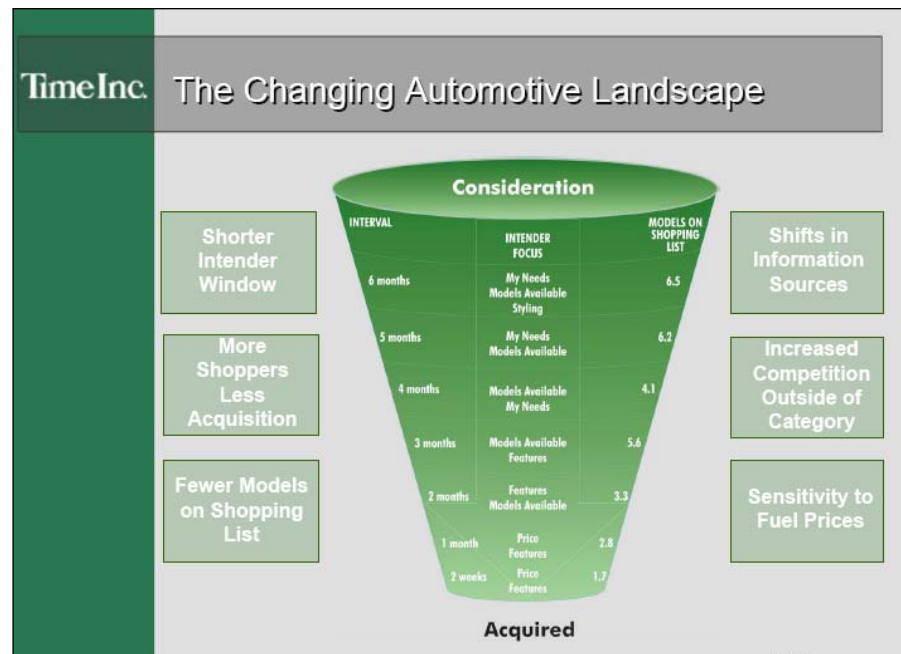 TimeInc.
The Changing Automotive Landscape
Shorter
Intender
Window
More
Shoppers
Less
Acquisition
Fewer Models
on Shopping
List
Consideration
INTERVAL
INTENDER
FOCUS
MODELS ON
SHOPPING
LIST
6 months
My Needs
Models Available
Styling
6.5
5 months
My Needs
Models Available
6.2
4 months
Models Available
My Needs
4.1
3 months
Models Available
Features
5.6
2 months
Features
Models Available
3.3
1 month
Price
Features
2.8
2 weeks
Price
Features
1.7
Acquired
Shifts in
Information
Sources
Increased
Competition
Outside of
Category
Sensitivity to
Fuel Prices